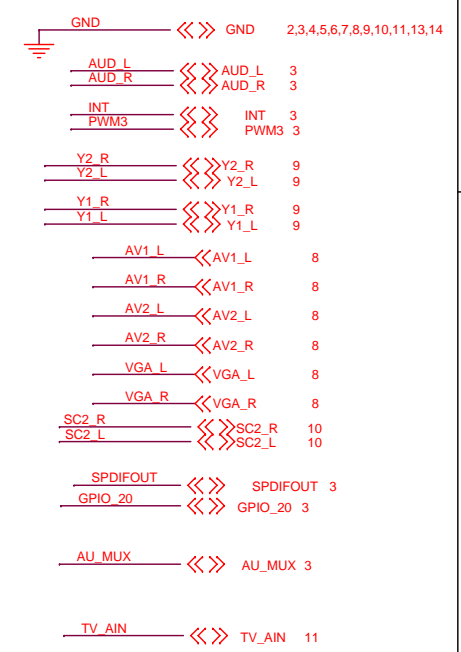 GND GND 2,3,4,5,6,7,8,9,10,11,13,14
AUD_L AUD_L 3
AUD_R AUD_R 3
INT INT 3
PWM3 PWM3 3
Y2_R Y2_R 9
Y2_L Y2_L 9
Y1_R Y1_R 9
Y1_L Y1_L 9
AV1_L AV1_L 8
AV1_R AV1_R 8
AV2_L AV2_L 8
AV2_R AV2_R 8
VGA_L VGA_L 8
VGA_R VGA_R 8
SC2_R SC2_R 10
SC2_L SC2_L 10
SPDIFOUT SPDIFOUT 3
GPIO_20 GPIO_20 3
AU_MUX AU_MUX 3
TV_AIN TV_AIN 11